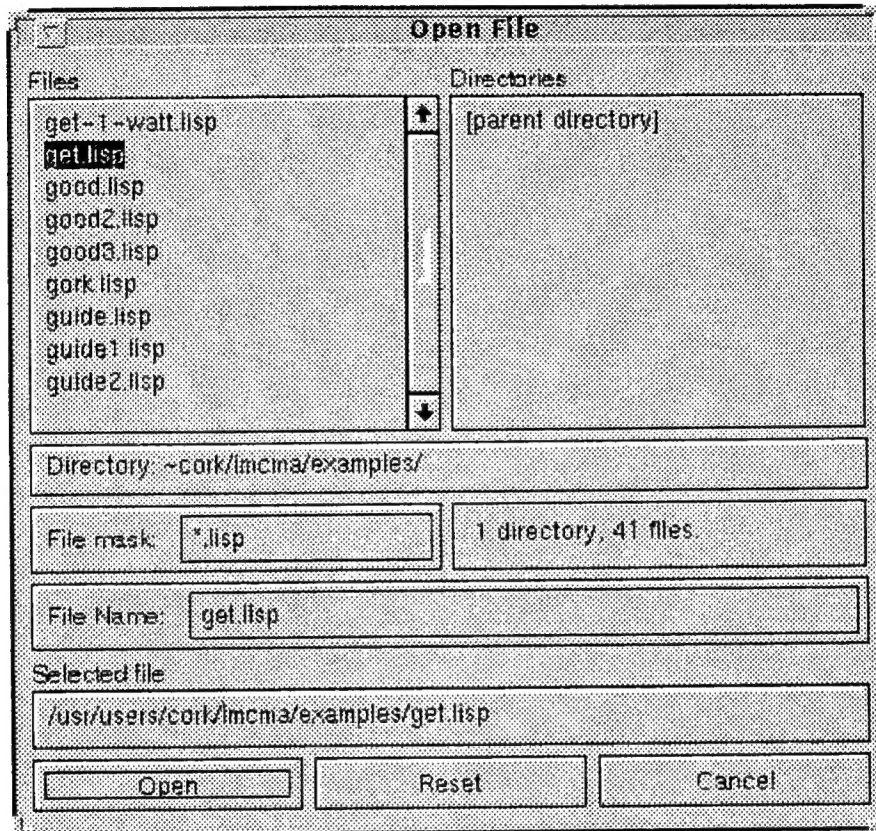 Open File
Files
Directories
get-1-watt.lisp
get.lisp
good.lisp
good2.lisp
good3.lisp
gork.lisp
guide.lisp
guide1.lisp
guide2.lisp
[parent directory]
Directory: ~cork/lmcma/examples/
File mask: *.lisp
1 directory, 41 files.
File Name: get.lisp
Selected file
/usr/users/cork/lmcma/examples/get.lisp
Open
Reset
Cancel